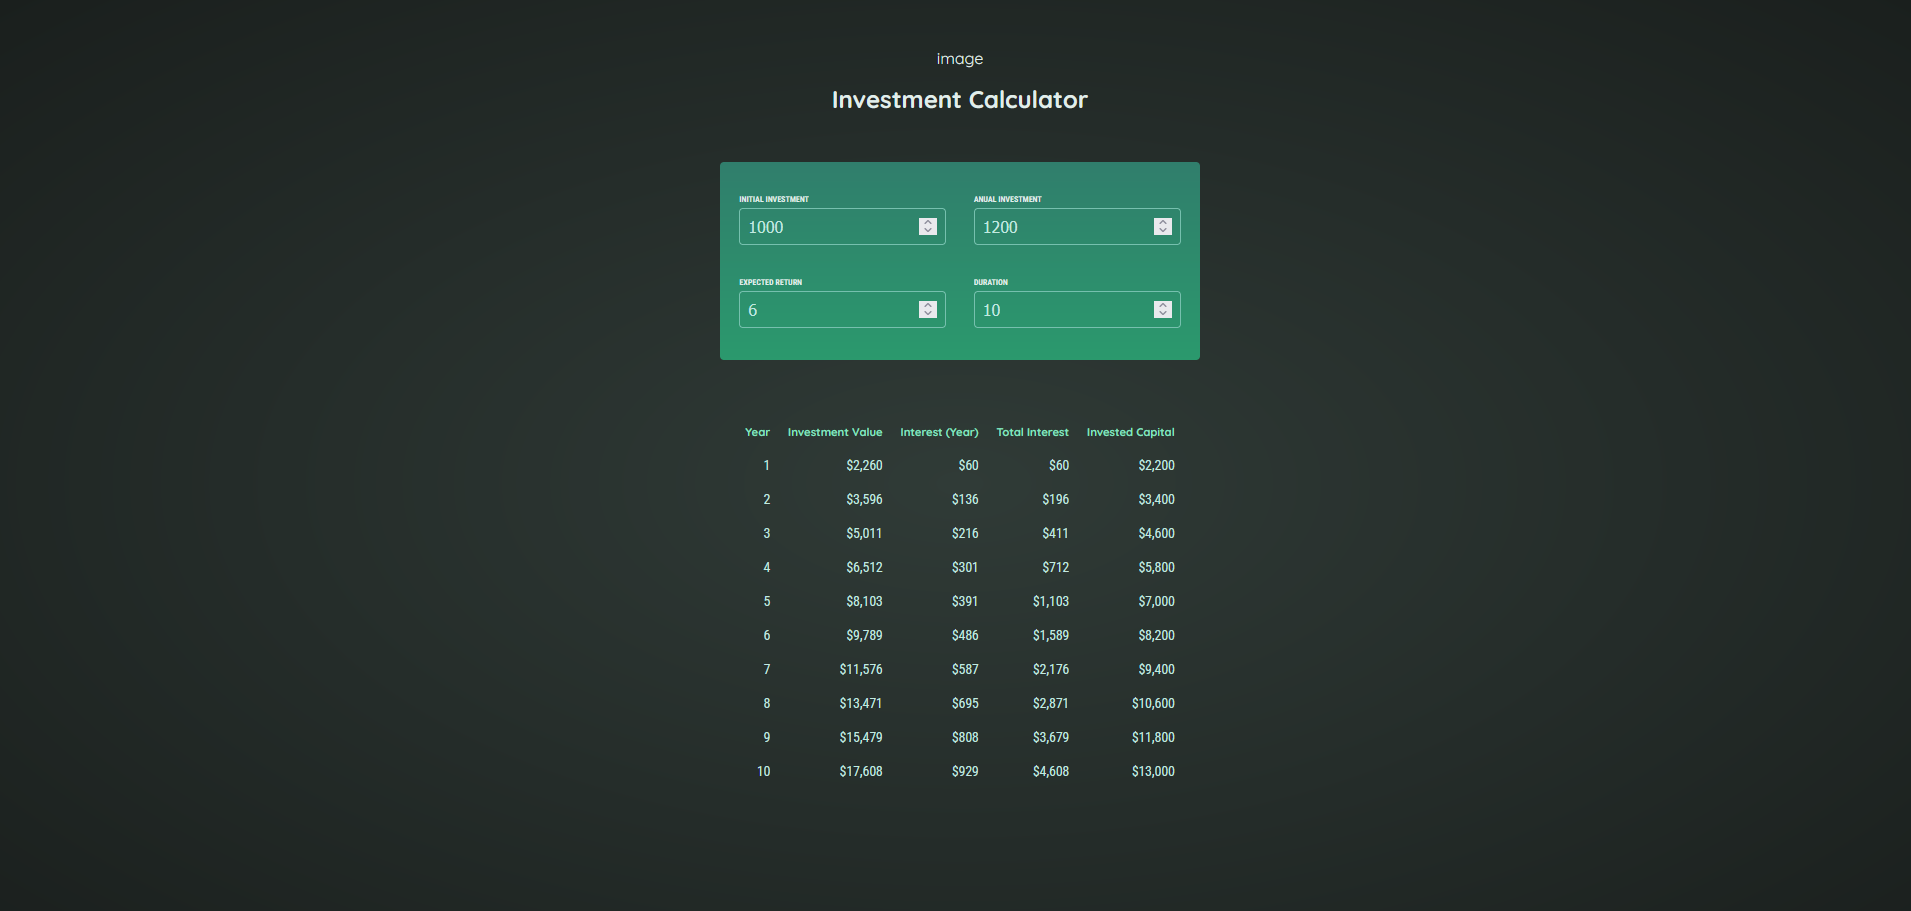 image
Investment Calculator
INITIAL INVESTMENT ANUAL INVESTMENT
1000 1200
EXPECTED RETURN DURATION
6 10
Year Investment Value Interest (Year) Total Interest Invested Capital
1 $2,260 $60 $60 $2,200
2 $3,596 $136 $196 $3,400
3 $5,011 $216 $411 $4,600
4 $6,512 $301 $712 $5,800
5 $8,103 $391 $1,103 $7,000
6 $9,789 $486 $1,589 $8,200
7 $11,576 $587 $2,176 $9,400
8 $13,471 $695 $2,871 $10,600
9 $15,479 $808 $3,679 $11,800
10 $17,608 $929 $4,608 $13,000